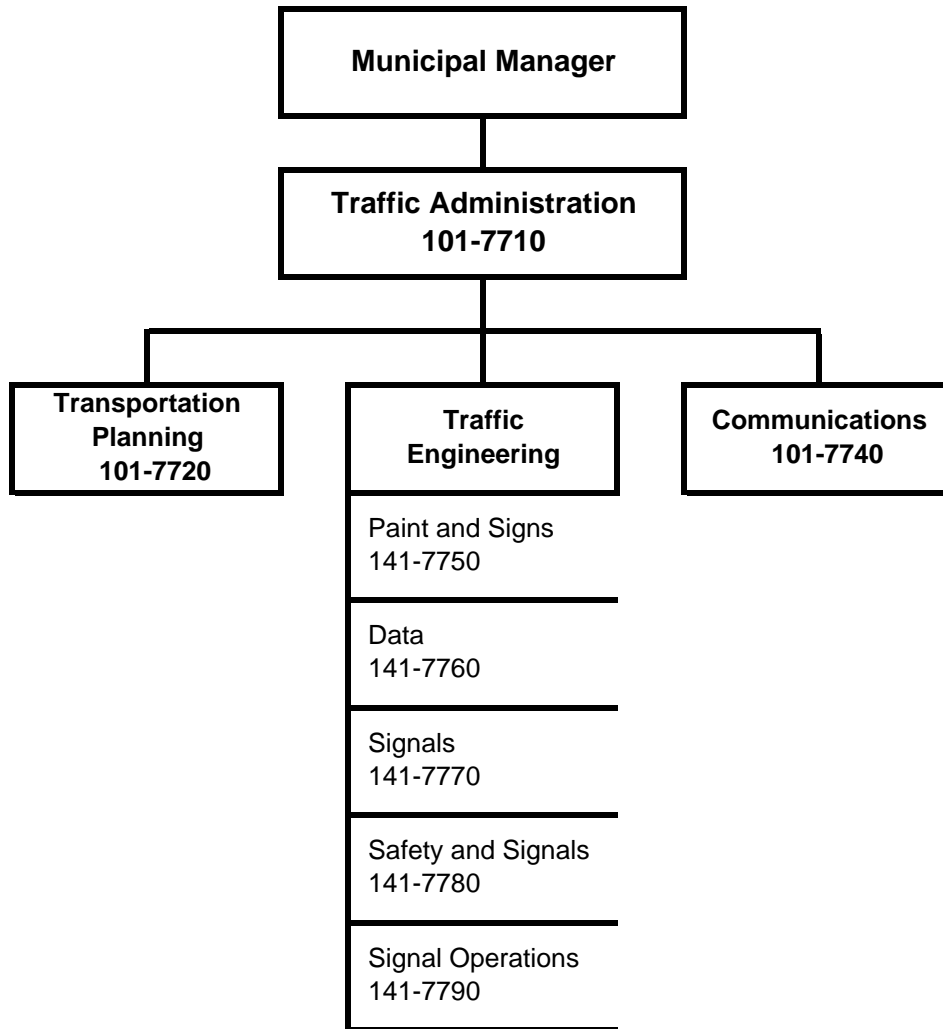 Municipal Manager
Traffic Administration
101-7710
Transportation
Planning
101-7720
Traffic
Engineering
Communications
101-7740
Paint and Signs
141-7750
Data
141-7760
Signals
141-7770
Safety and Signals
141-7780
Signal Operations
141-7790